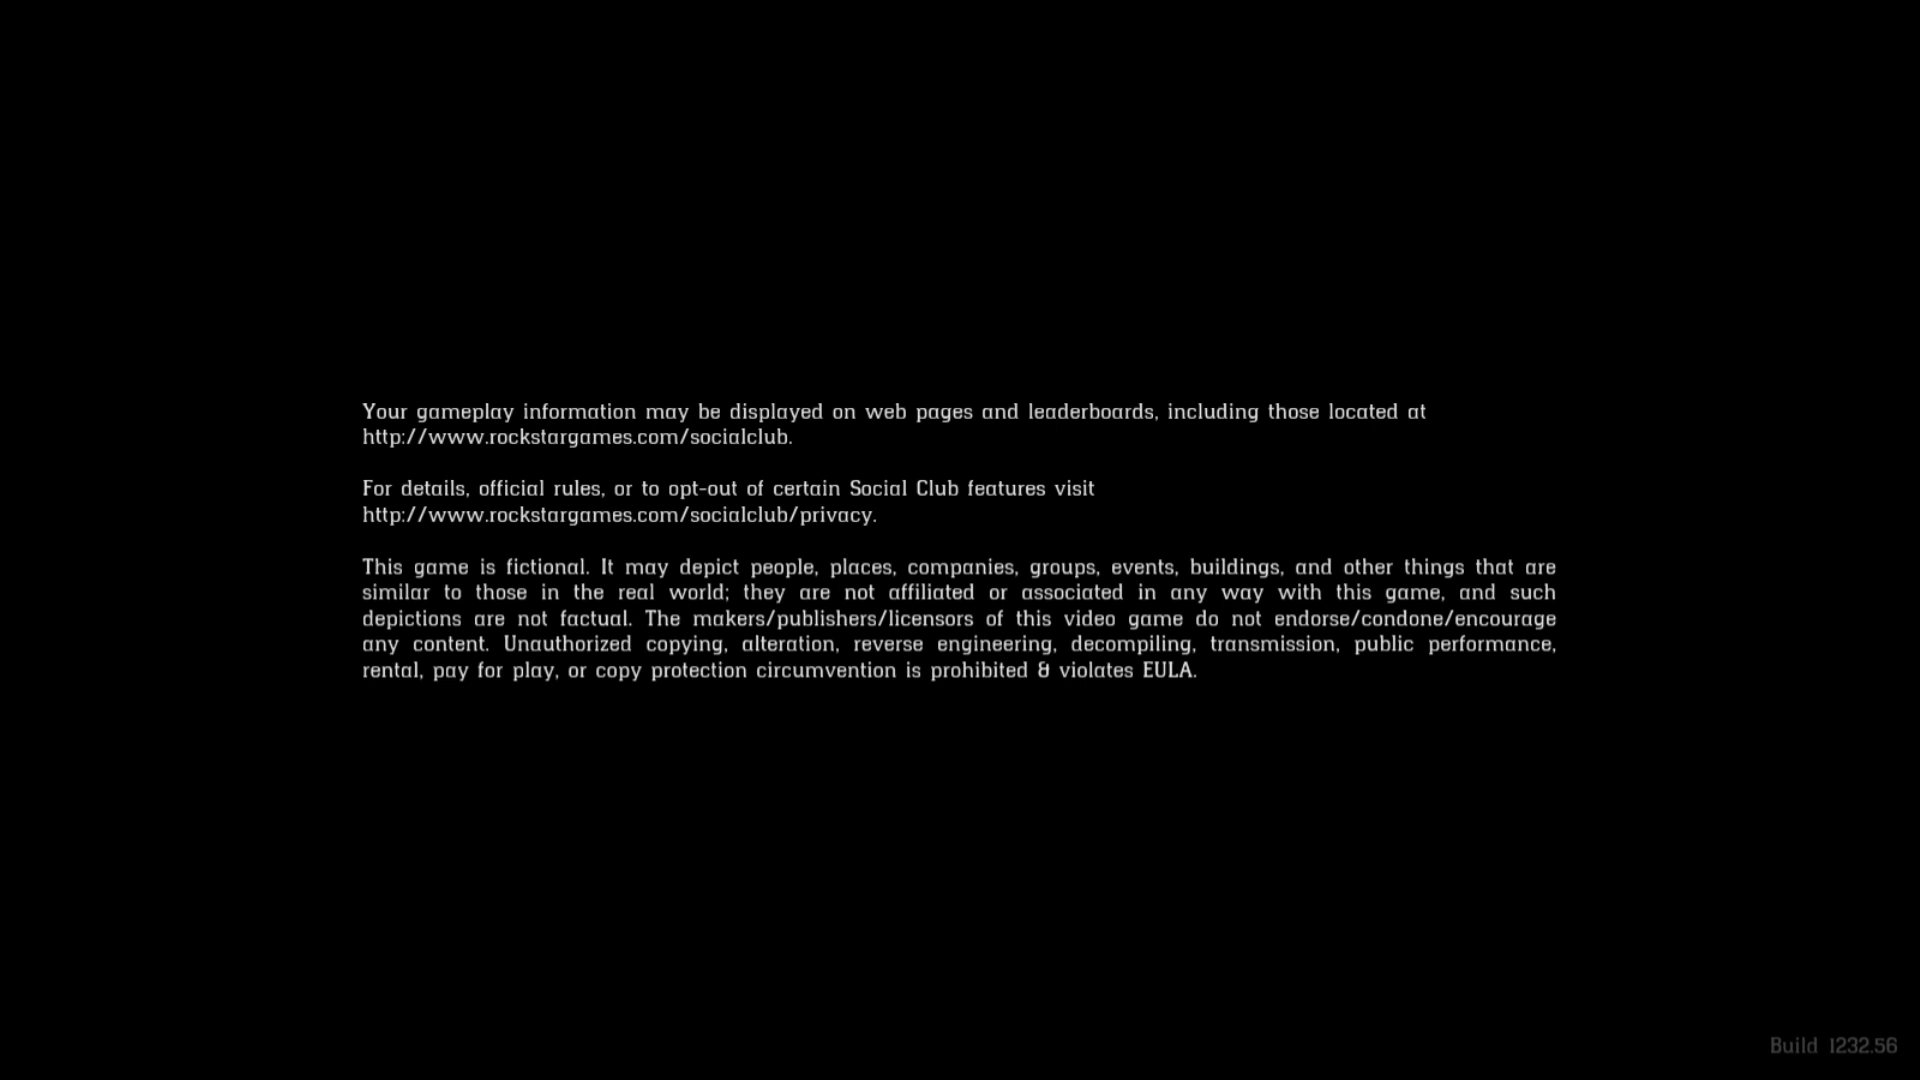 Your gameplay information may be displayed on web pages and leaderboards, including those located at
http://www.rockstargames.com/socialclub.
For details, official rules, or to opt-out of certain Social Club features visit
http://www.rockstargames.com/socialclub/privacy.
This game is fictional. It may depict people, places, companies, groups, events, buildings, and other things that are
similar to those in the real world; they are not affiliated or associated in any way with this game, and such
depictions are not factual. The makers/publishers/licensors of this video game do not endorse/condone/encourage
any content. Unauthorized copying, alteration, reverse engineering, decompiling, transmission, public performance,
rental, pay for play, or copy protection circumvention is prohibited & violates EULA.
Build 1232.56